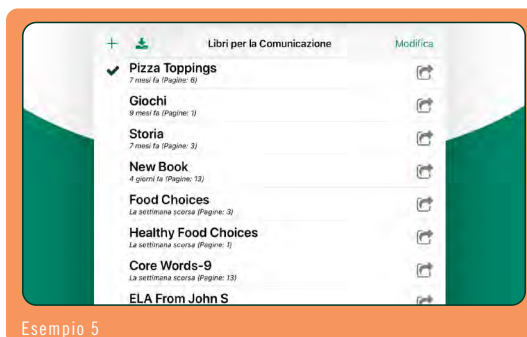 Libri per la Comunicazione
Modifica
Pizza Toppings
7 mesi fa (Pagine: 6)
Giochi
9 mesi fa (Pagine: 1)
Storia
7 mesi fa (Pagine: 3)
New Book
4 giorni fa (Pagine: 13)
Food Choices
La settimana scorsa (Pagine: 3)
Healthy Food Choices
La settimana scorsa (Pagine: 1)
Core Words-9
La settimana scorsa (Pagine: 13)
ELA From John S
Esempio 5